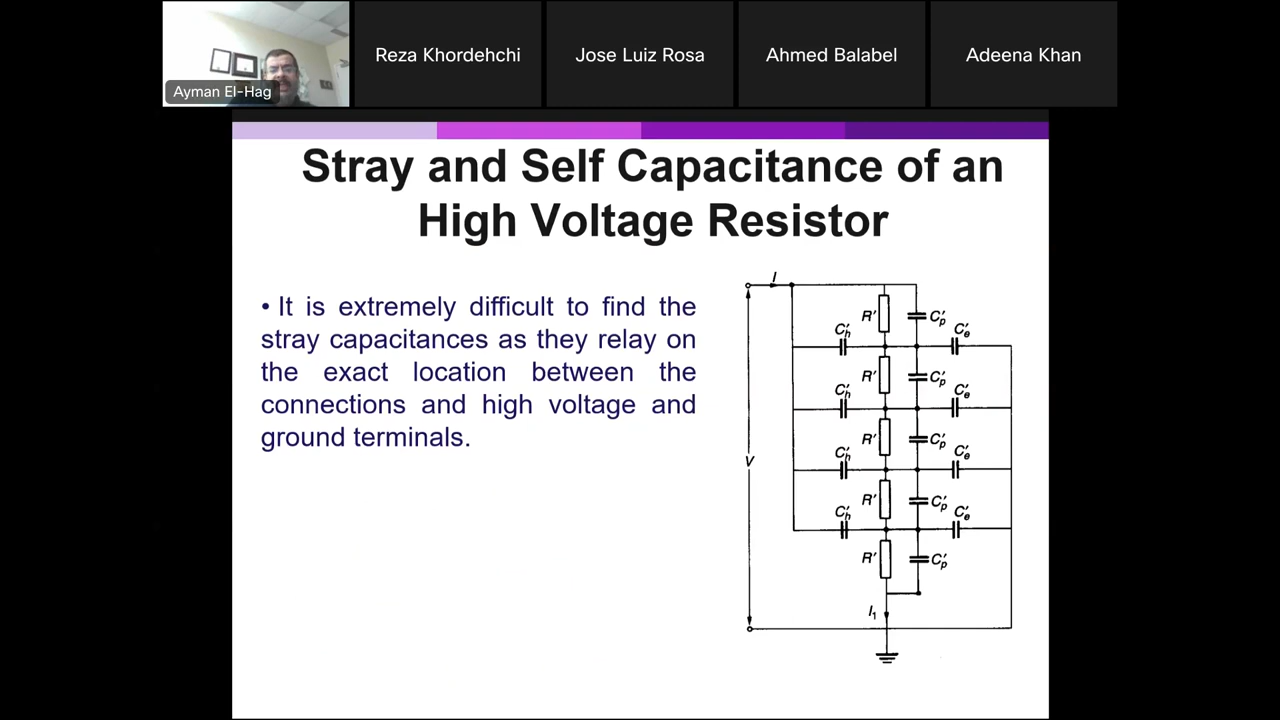 Ayman El-Hag
Reza Khordehchi
Jose Luiz Rosa
Ahmed Balabel
Adeena Khan
Stray and Self Capacitance of an
High Voltage Resistor
• It is extremely difficult to find the
stray capacitances as they relay on
the exact location between the
connections and high voltage and
ground terminals.
I
R′ C′p
C′h C′e
R′ C′p
C′h C′e
R′ C′p
C′h C′e
V
R′ C′p
C′h C′e
R′ C′p
I₁